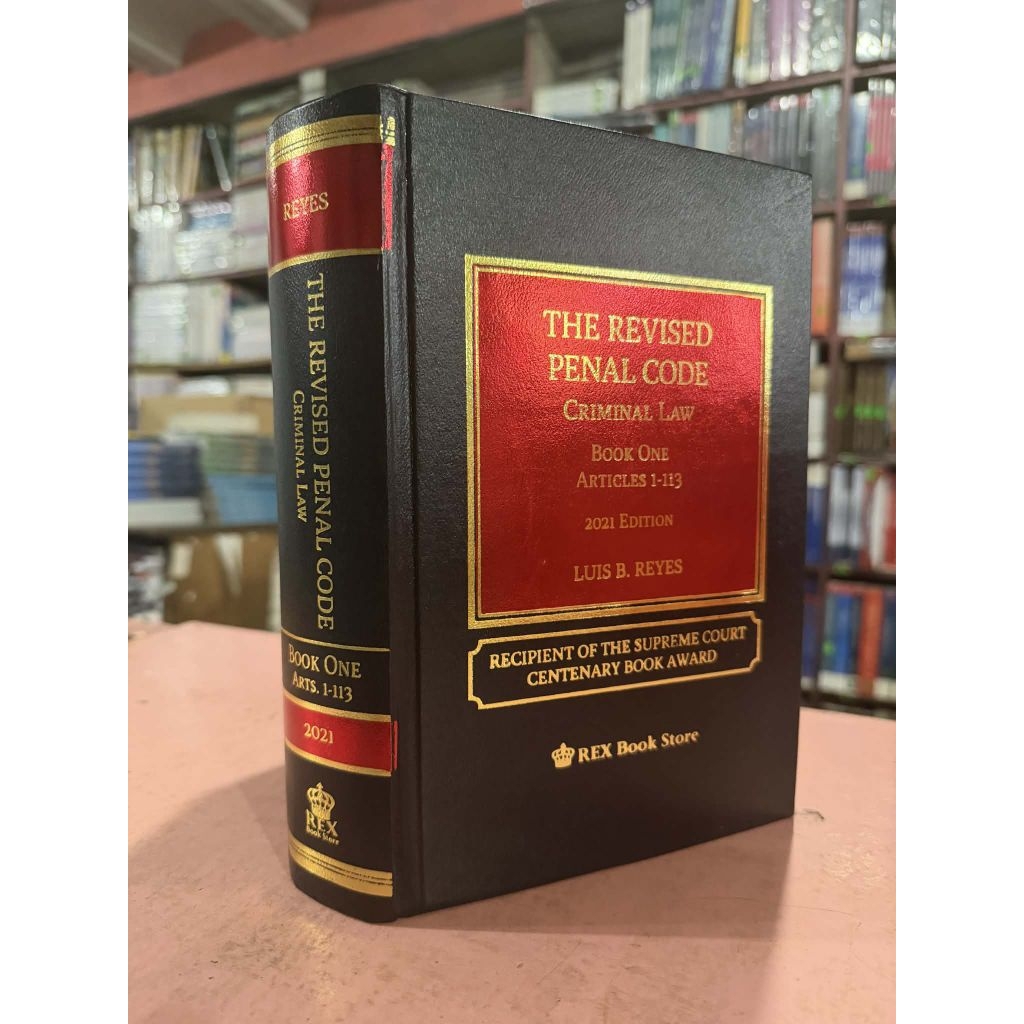 REYES
THE REVISED PENAL CODE
CRIMINAL LAW
BOOK ONE
ARTS. 1-113
2021
REX
Book Store
THE REVISED
PENAL CODE
CRIMINAL LAW
BOOK ONE
ARTICLES 1-113
2021 EDITION
LUIS B. REYES
RECIPIENT OF THE SUPREME COURT
CENTENARY BOOK AWARD
REX Book Store